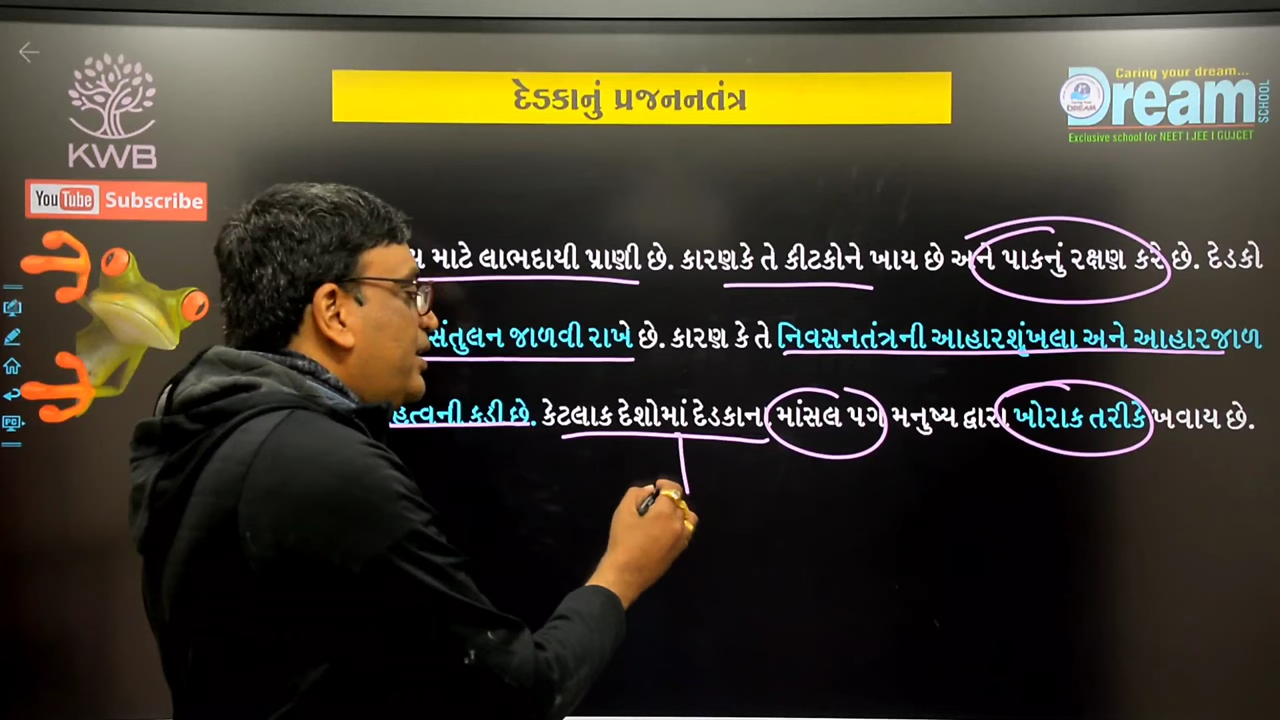 દેડકાનું પ્રજનનતંત્ર
KWB
YouTube Subscribe
Caring your dream...
Dream SCHOOL
Exclusive school for NEET I JEE I GUJCET
માટે લાભદાયી પ્રાણી છે. કારણકે તે કીટકોને ખાય છે અને પાકનું રક્ષણ કરે છે. દેડકો
સંતુલન જાળવી રાખે છે. કારણ કે તે નિવસનતંત્રની આહારશૃંખલા અને આહારજાળ
કડી છે. કેટલાક દેશોમાં દેડકાના માંસલ પગ મનુષ્ય દ્વારા ખોરાક તરીકે ખવાય છે.